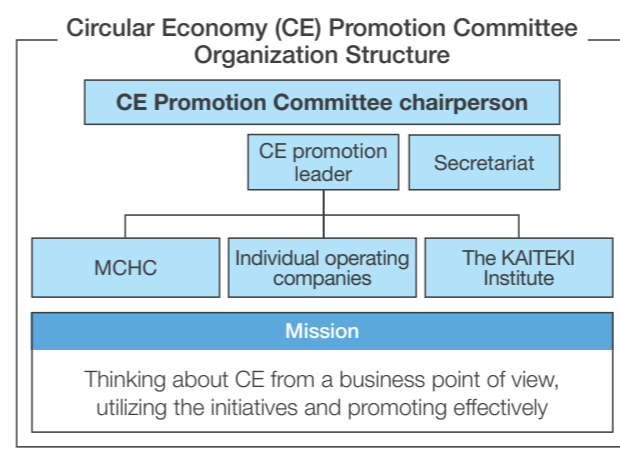 Circular Economy (CE) Promotion Committee
Organization Structure
CE Promotion Committee chairperson
CE promotion
leader
Secretariat
MCHC
Individual operating
companies
The KAITEKI
Institute
Mission
Thinking about CE from a business point of view,
utilizing the initiatives and promoting effectively